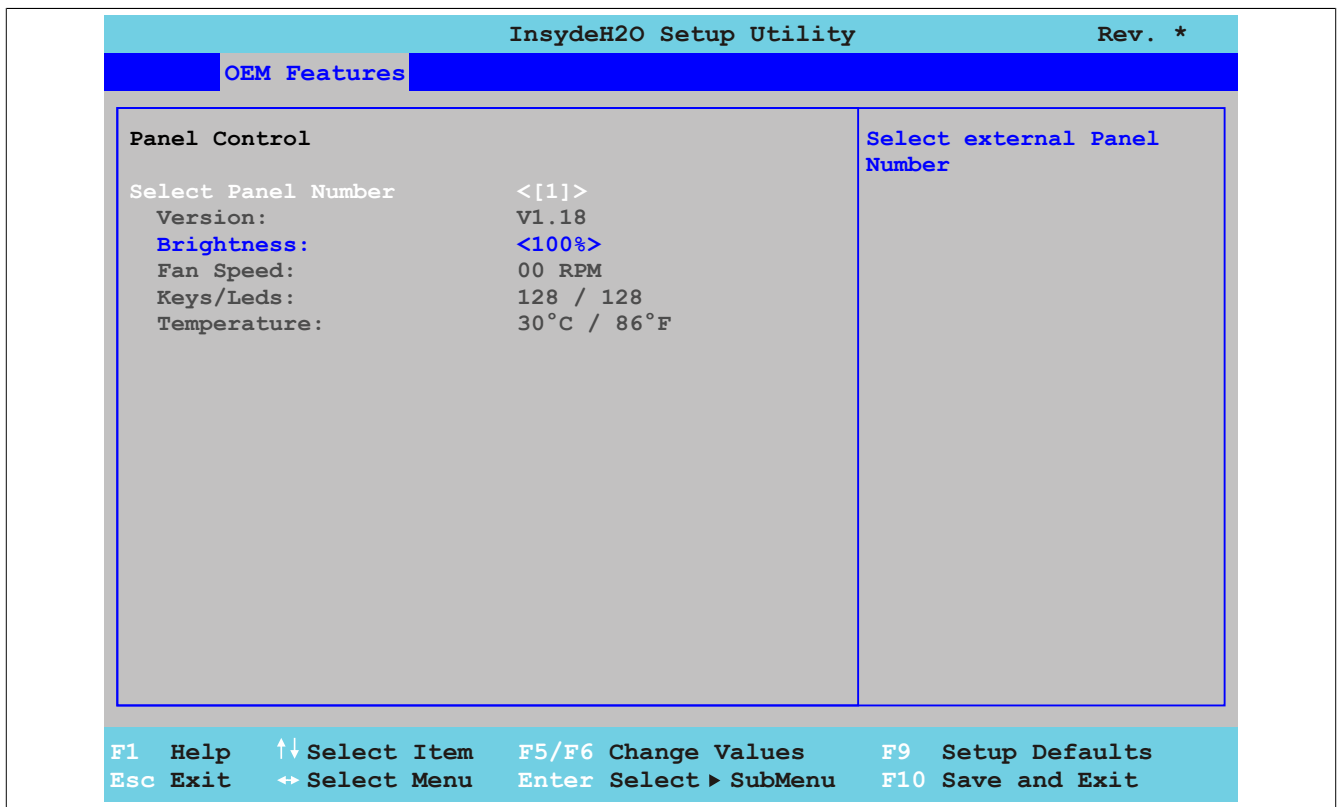 InsydeH2O Setup Utility Rev. *
OEM Features
Panel Control
Select external Panel
Number
Select Panel Number <[1]>
Version: V1.18
Brightness: <100%>
Fan Speed: 00 RPM
Keys/Leds: 128 / 128
Temperature: 30°C / 86°F
F1 Help ↑↓ Select Item F5/F6 Change Values F9 Setup Defaults
Esc Exit ↔ Select Menu Enter Select ▶ SubMenu F10 Save and Exit